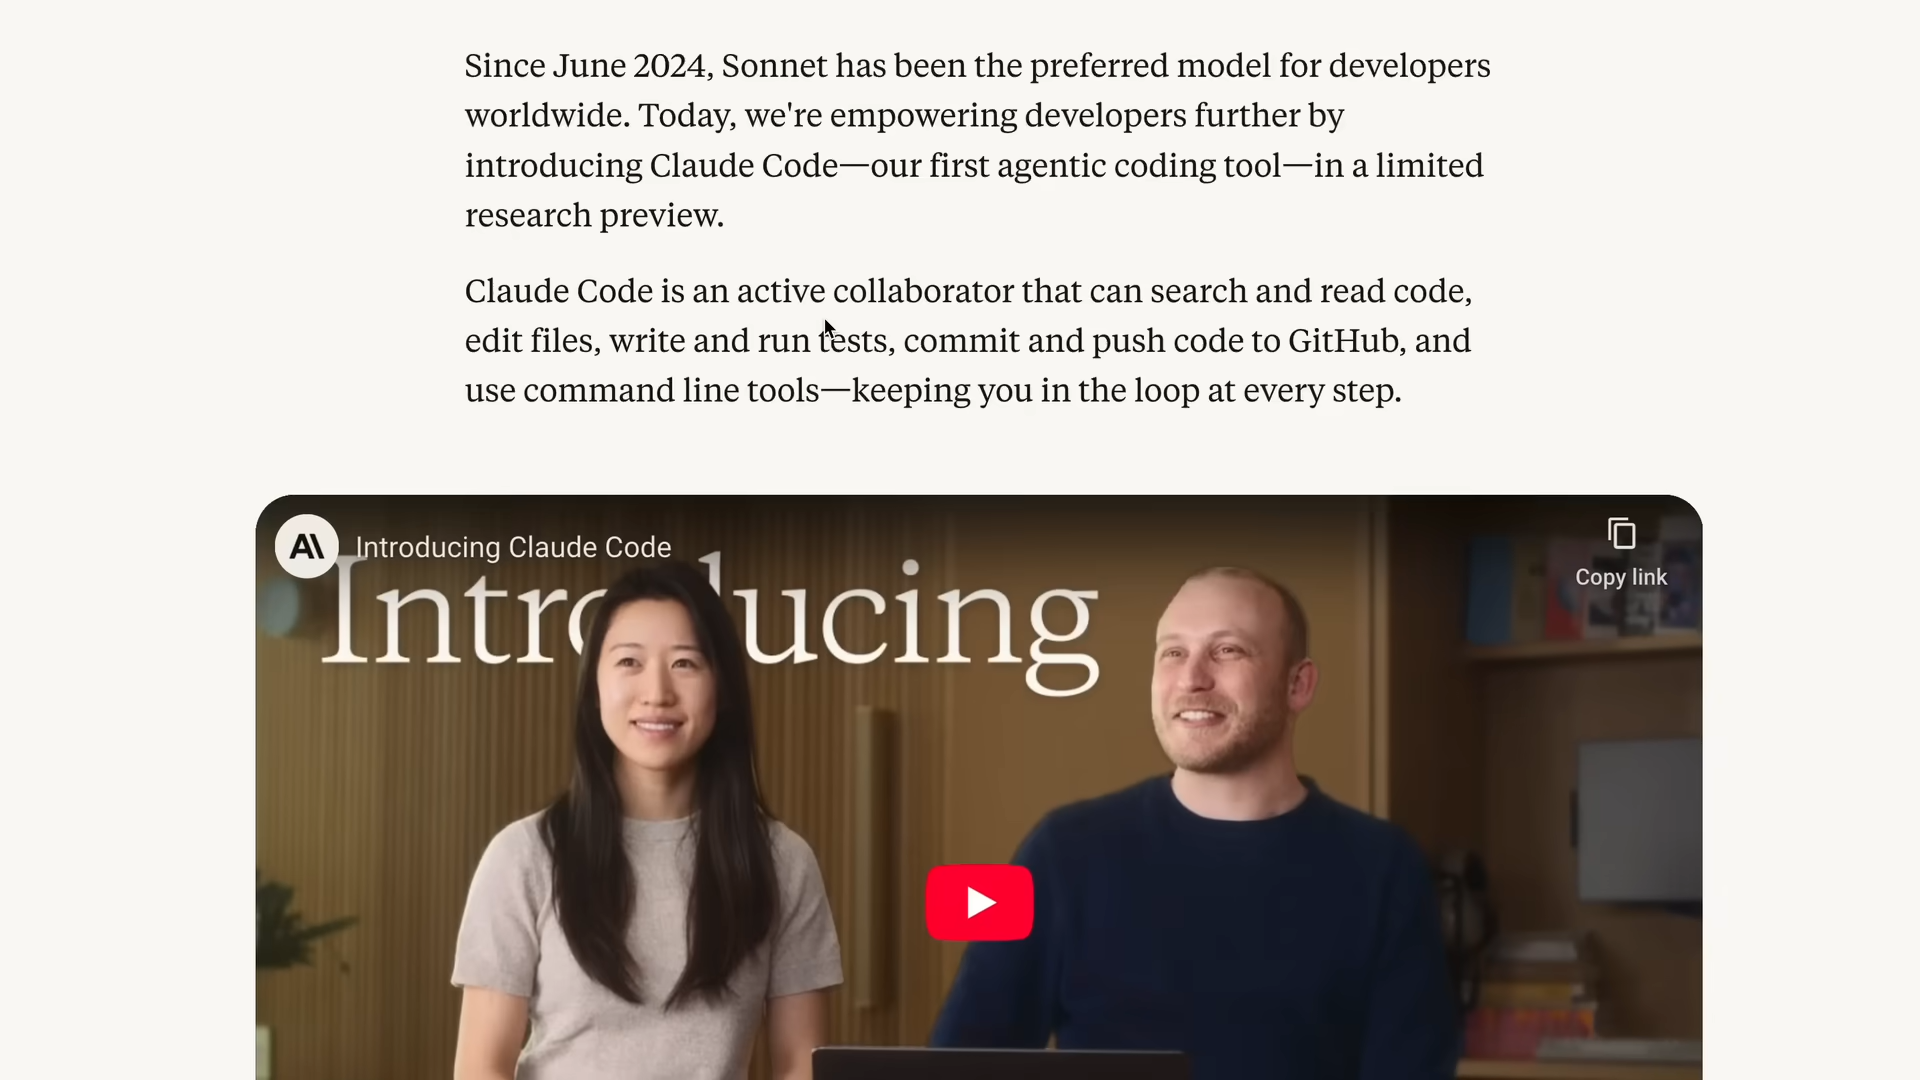 Since June 2024, Sonnet has been the preferred model for developers
worldwide. Today, we're empowering developers further by
introducing Claude Code—our first agentic coding tool—in a limited
research preview.
Claude Code is an active collaborator that can search and read code,
edit files, write and run tests, commit and push code to GitHub, and
use command line tools—keeping you in the loop at every step.
A\ Introducing Claude Code
Copy link
Introducing